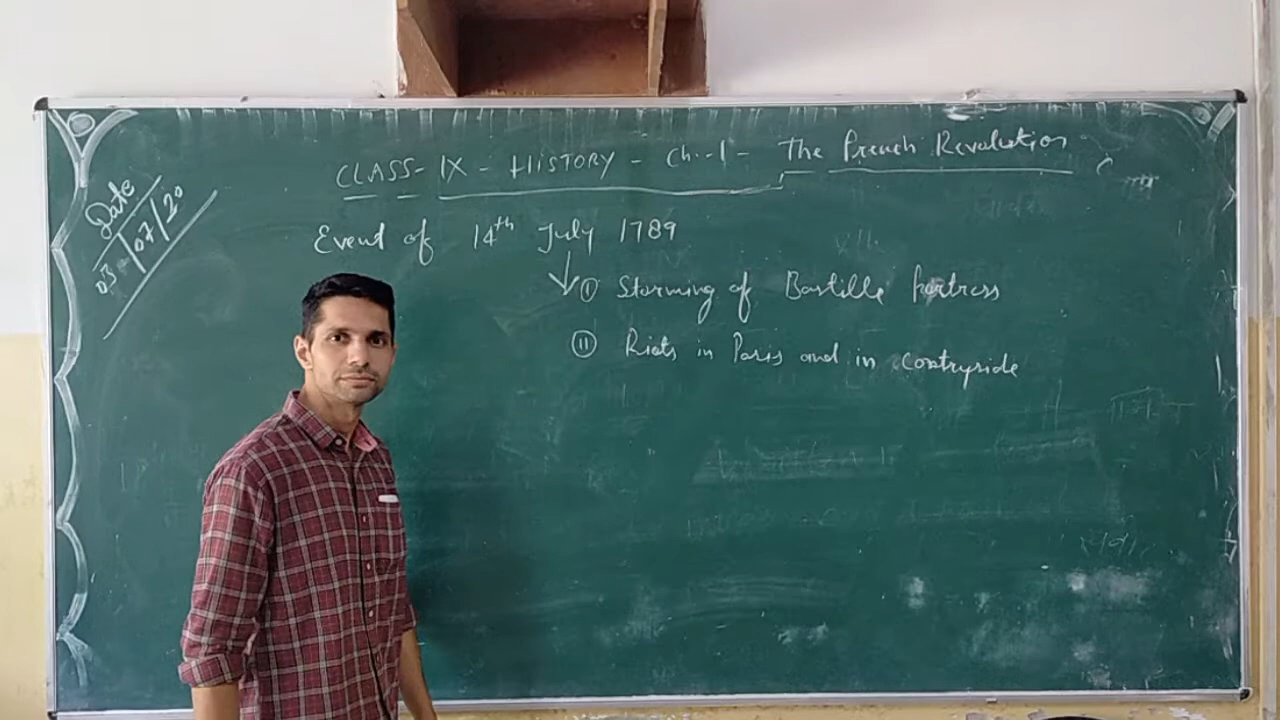 CLASS-IX - HISTORY - Ch.-1 - The French Revolution
Date
03/07/20
Event of 14th July 1789
(i) Storming of Bastille fortress
(ii) Riots in Paris and in contryside